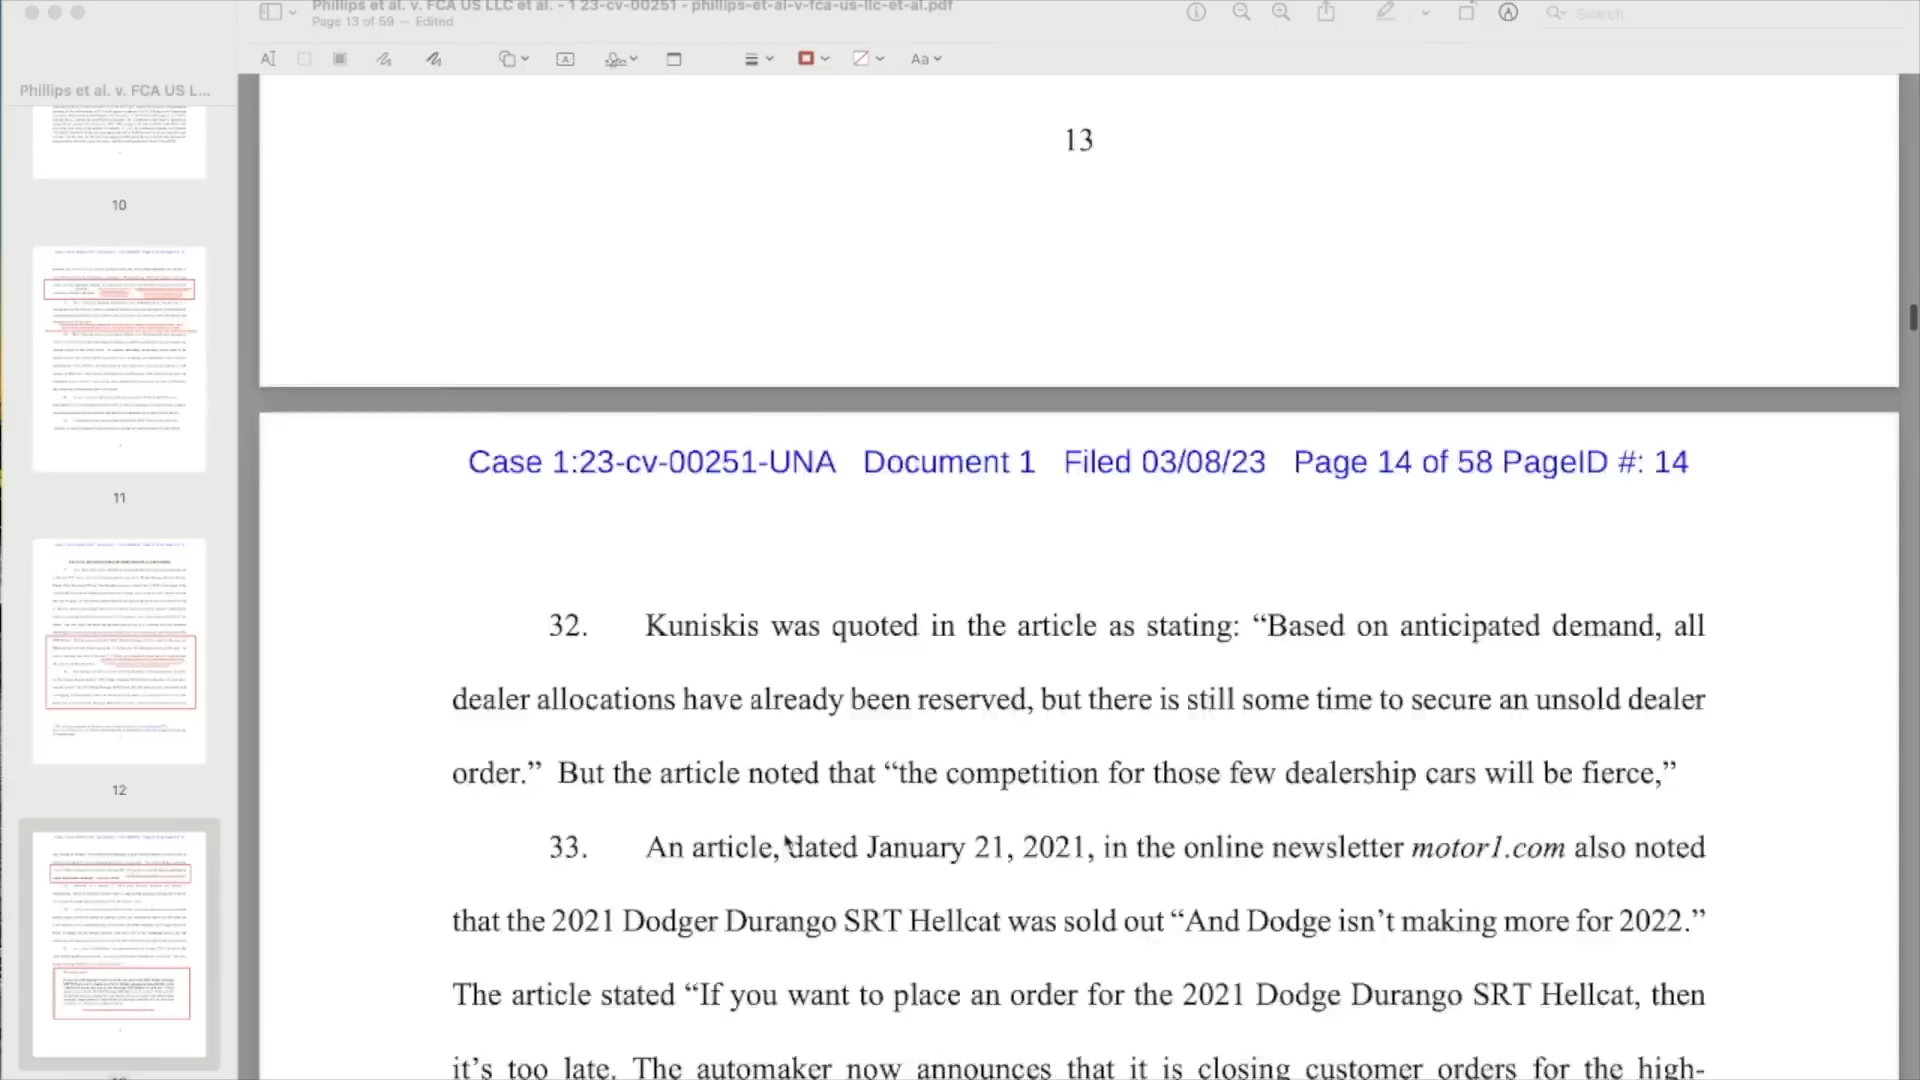 Phillips et al. v. FCA US LLC et al. - 1 23-cv-00251 - phillips-et-al-v-fca-us-llc-et-al.pdf
Page 13 of 59 — Edited
Search
Aa
Phillips et al. v. FCA US L...
10
11
12
13
Case 1:23-cv-00251-UNA Document 1 Filed 03/08/23 Page 14 of 58 PageID #: 14
32. Kuniskis was quoted in the article as stating: “Based on anticipated demand, all
dealer allocations have already been reserved, but there is still some time to secure an unsold dealer
order.” But the article noted that “the competition for those few dealership cars will be fierce,”
33. An article, dated January 21, 2021, in the online newsletter motor1.com also noted
that the 2021 Dodger Durango SRT Hellcat was sold out “And Dodge isn’t making more for 2022.”
The article stated “If you want to place an order for the 2021 Dodge Durango SRT Hellcat, then
it’s too late. The automaker now announces that it is closing customer orders for the high-